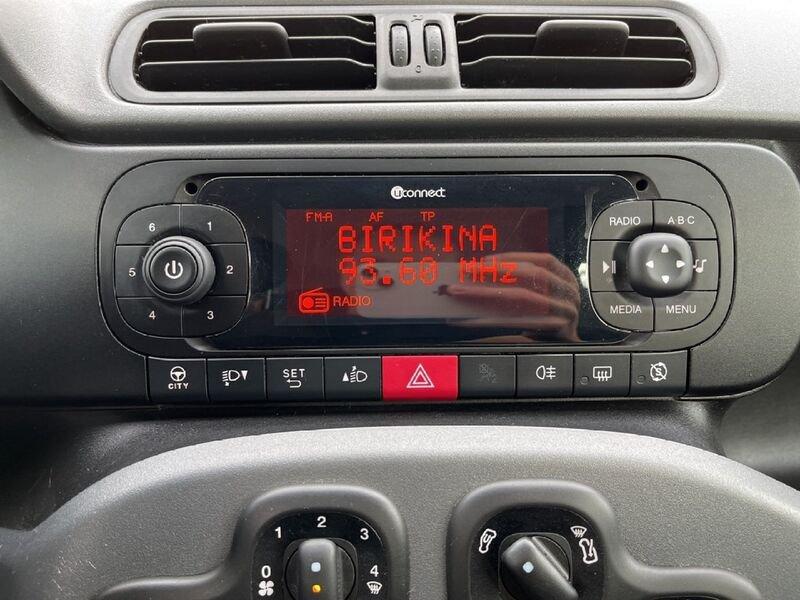 uconnect
FM-A AF TP
BIRIKINA
93.60 MHz
RADIO
6 1
5 2
4 3
RADIO A B C
MEDIA MENU
CITY
SET
0 1 2 3 4